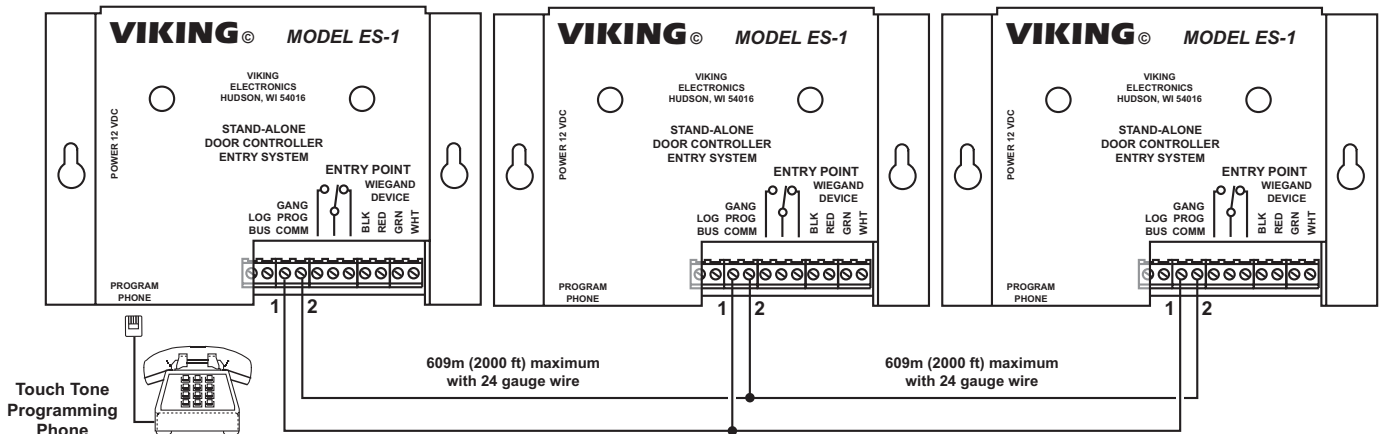 VIKING © MODEL ES-1
VIKING
ELECTRONICS
HUDSON, WI 54016
POWER 12 VDC
STAND-ALONE
DOOR CONTROLLER
ENTRY SYSTEM
ENTRY POINT
WIEGAND
DEVICE
GANG
LOG PROG
BUS COMM
BLK
RED
GRN
WHT
PROGRAM
PHONE
1 2
VIKING © MODEL ES-1
VIKING
ELECTRONICS
HUDSON, WI 54016
POWER 12 VDC
STAND-ALONE
DOOR CONTROLLER
ENTRY SYSTEM
ENTRY POINT
WIEGAND
DEVICE
GANG
LOG PROG
BUS COMM
BLK
RED
GRN
WHT
PROGRAM
PHONE
1 2
VIKING © MODEL ES-1
VIKING
ELECTRONICS
HUDSON, WI 54016
POWER 12 VDC
STAND-ALONE
DOOR CONTROLLER
ENTRY SYSTEM
ENTRY POINT
WIEGAND
DEVICE
GANG
LOG PROG
BUS COMM
BLK
RED
GRN
WHT
PROGRAM
PHONE
1 2
609m (2000 ft) maximum
with 24 gauge wire
609m (2000 ft) maximum
with 24 gauge wire
Touch Tone
Programming
Phone